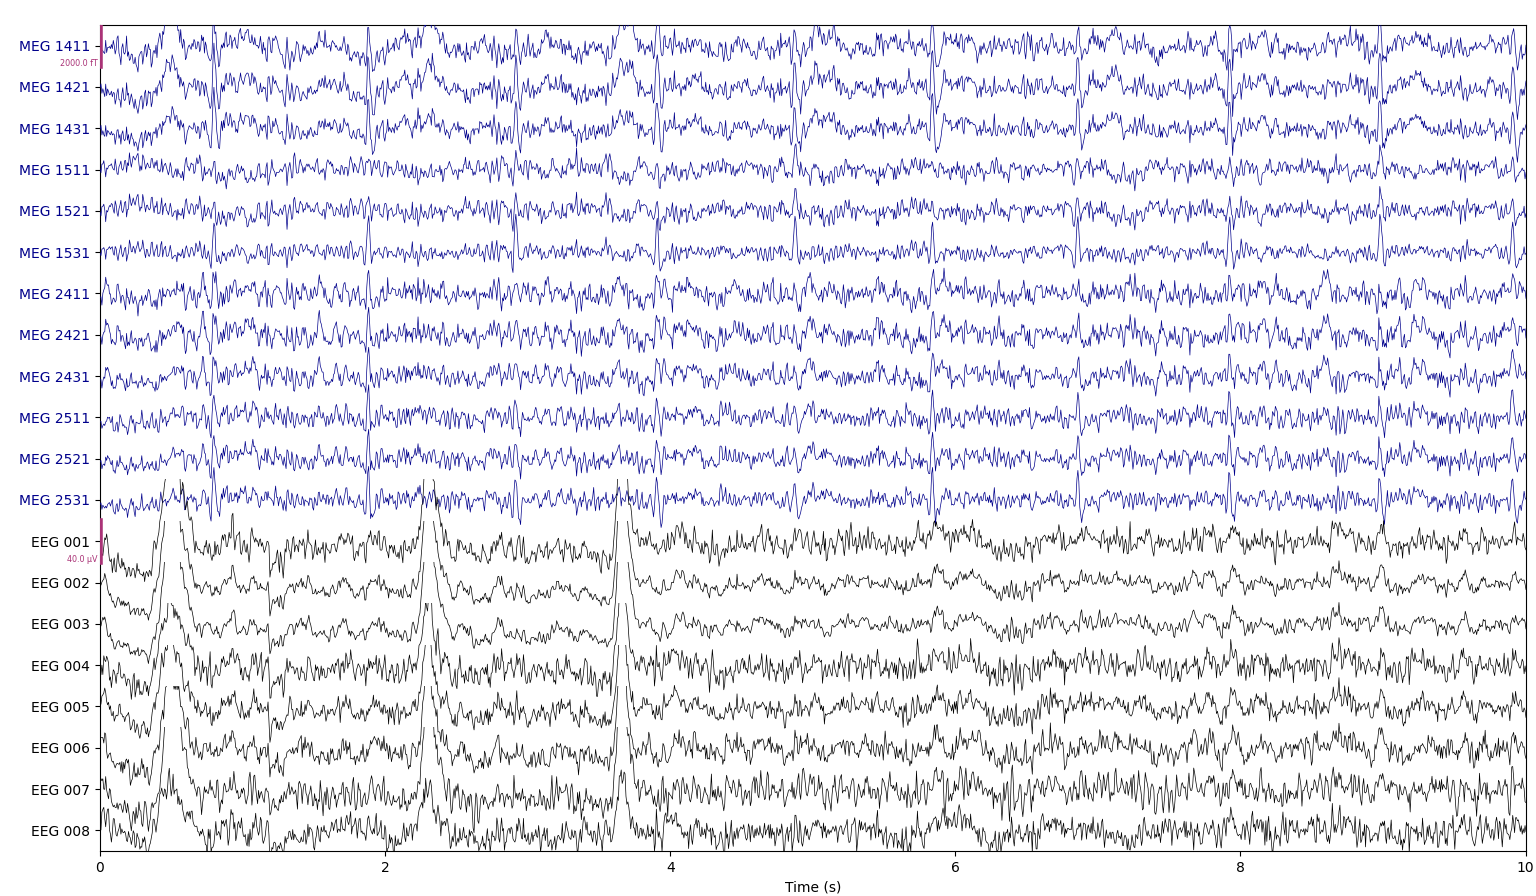 MEG 1411
2000.0 fT
MEG 1421
MEG 1431
MEG 1511
MEG 1521
MEG 1531
MEG 2411
MEG 2421
MEG 2431
MEG 2511
MEG 2521
MEG 2531
EEG 001
40.0 µV
EEG 002
EEG 003
EEG 004
EEG 005
EEG 006
EEG 007
EEG 008
0 2 4 6 8 10
Time (s)